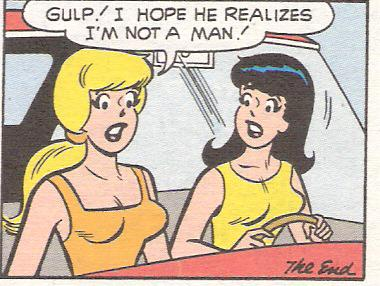 GULP! I HOPE HE REALIZES
I'M NOT A MAN!
The End